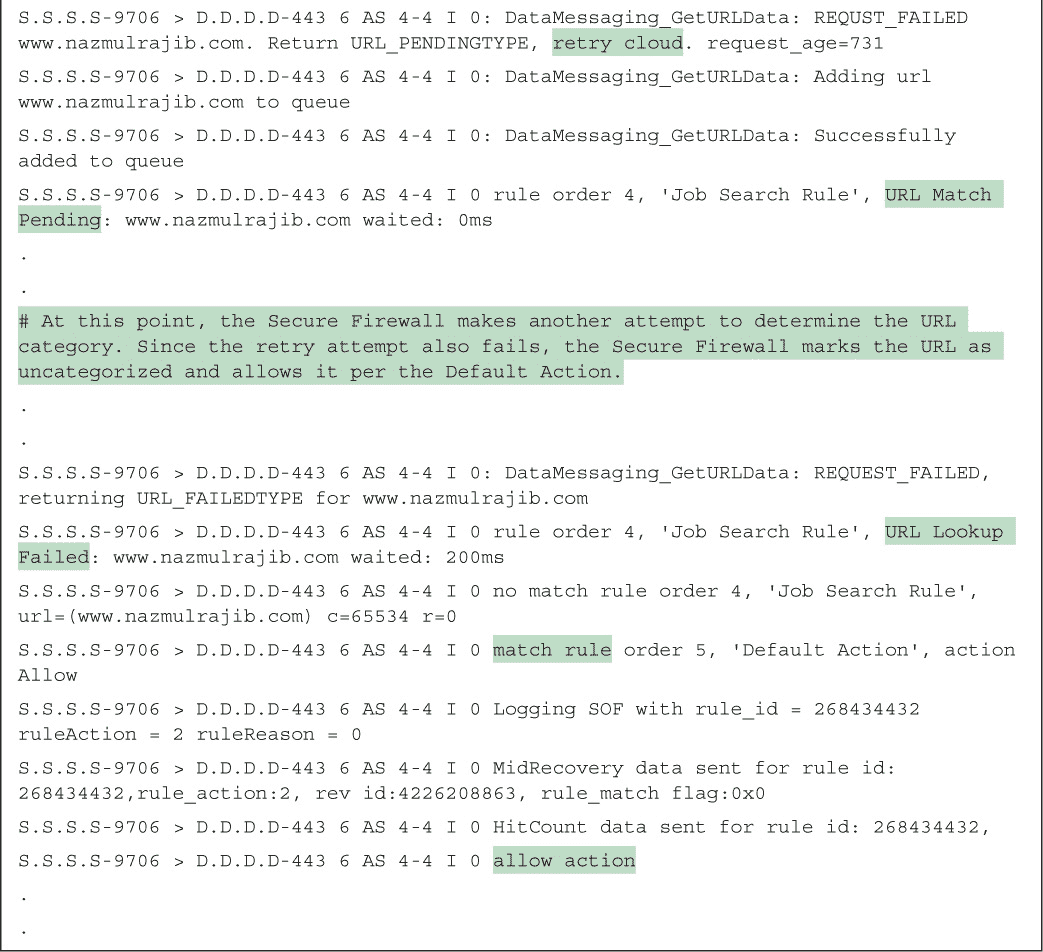 S.S.S.S-9706 > D.D.D.D-443 6 AS 4-4 I 0: DataMessaging_GetURLData: REQUST_FAILED
www.nazmulrajib.com. Return URL_PENDINGTYPE, retry cloud. request_age=731
S.S.S.S-9706 > D.D.D.D-443 6 AS 4-4 I 0: DataMessaging_GetURLData: Adding url
www.nazmulrajib.com to queue
S.S.S.S-9706 > D.D.D.D-443 6 AS 4-4 I 0: DataMessaging_GetURLData: Successfully
added to queue
S.S.S.S-9706 > D.D.D.D-443 6 AS 4-4 I 0 rule order 4, 'Job Search Rule', URL Match
Pending: www.nazmulrajib.com waited: 0ms
.
.
# At this point, the Secure Firewall makes another attempt to determine the URL
category. Since the retry attempt also fails, the Secure Firewall marks the URL as
uncategorized and allows it per the Default Action.
.
.
S.S.S.S-9706 > D.D.D.D-443 6 AS 4-4 I 0: DataMessaging_GetURLData: REQUEST_FAILED,
returning URL_FAILEDTYPE for www.nazmulrajib.com
S.S.S.S-9706 > D.D.D.D-443 6 AS 4-4 I 0 rule order 4, 'Job Search Rule', URL Lookup
Failed: www.nazmulrajib.com waited: 200ms
S.S.S.S-9706 > D.D.D.D-443 6 AS 4-4 I 0 no match rule order 4, 'Job Search Rule',
url=(www.nazmulrajib.com) c=65534 r=0
S.S.S.S-9706 > D.D.D.D-443 6 AS 4-4 I 0 match rule order 5, 'Default Action', action
Allow
S.S.S.S-9706 > D.D.D.D-443 6 AS 4-4 I 0 Logging SOF with rule_id = 268434432
ruleAction = 2 ruleReason = 0
S.S.S.S-9706 > D.D.D.D-443 6 AS 4-4 I 0 MidRecovery data sent for rule id:
268434432,rule_action:2, rev id:4226208863, rule_match flag:0x0
S.S.S.S-9706 > D.D.D.D-443 6 AS 4-4 I 0 HitCount data sent for rule id: 268434432,
S.S.S.S-9706 > D.D.D.D-443 6 AS 4-4 I 0 allow action
.
.